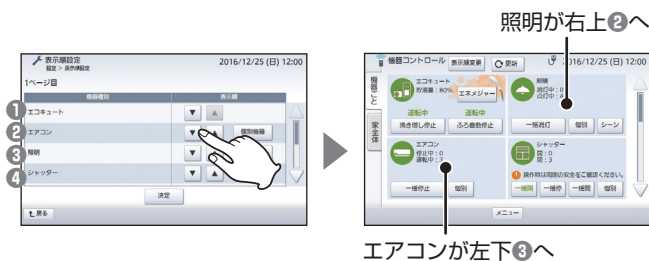 照明が右上❷へ
表示順設定
設定 > 表示順設定
2016/12/25 (日) 12:00
1ページ目
機器種別 表示順
❶ エコキュート ▼ ▲
❷ エアコン ▼ 個別機器
❸ 照明 ▼
❹ シャッター ▼ ▲
決定
戻る
機器コントロール 表示順変更 更新 2016/12/25 (日) 12:00
機器ごと
家全体
エコキュート
貯湯量：80%
エネメジャー
運転中 運転中
沸き増し停止 ふろ自動停止
照明
消灯中：0
点灯中：4
一括消灯 個別 シーン
エアコン
停止中：0
運転中：3
一括停止 個別
シャッター
閉：0
開：3
操作時は周囲の安全をご確認ください。
一括開 一括停 一括閉 個別
メニュー
エアコンが左下❸へ